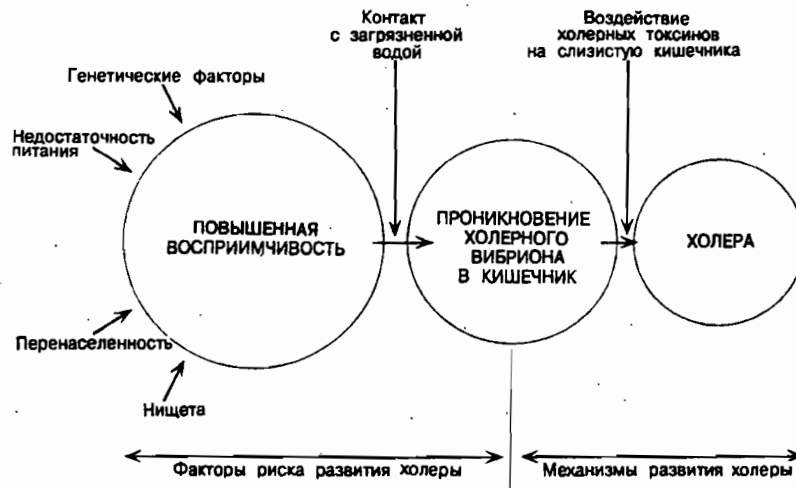 Контакт
с загрязненной
водой
Воздействие
холерных токсинов
на слизистую кишечника
Генетические факторы
Недостаточность
питания
ПОВЫШЕННАЯ
ВОСПРИИМЧИВОСТЬ
ПРОНИКНОВЕНИЕ
ХОЛЕРНОГО
ВИБРИОНА
В КИШЕЧНИК
ХОЛЕРА
Перенаселенность
Нищета
Факторы риска развития холеры
Механизмы развития холеры